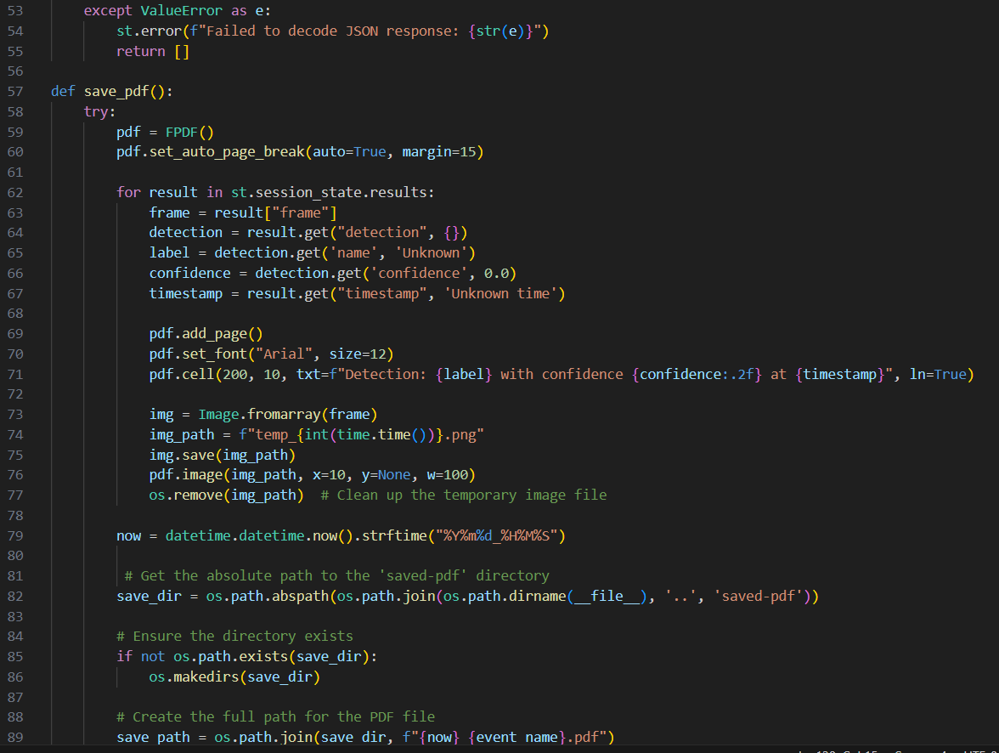 53 except ValueError as e:
54 st.error(f"Failed to decode JSON response: {str(e)}")
55 return []
56
57 def save_pdf():
58 try:
59 pdf = FPDF()
60 pdf.set_auto_page_break(auto=True, margin=15)
61
62 for result in st.session_state.results:
63 frame = result["frame"]
64 detection = result.get("detection", {})
65 label = detection.get('name', 'Unknown')
66 confidence = detection.get('confidence', 0.0)
67 timestamp = result.get("timestamp", 'Unknown time')
68
69 pdf.add_page()
70 pdf.set_font("Arial", size=12)
71 pdf.cell(200, 10, txt=f"Detection: {label} with confidence {confidence:.2f} at {timestamp}", ln=True)
72
73 img = Image.fromarray(frame)
74 img_path = f"temp_{int(time.time())}.png"
75 img.save(img_path)
76 pdf.image(img_path, x=10, y=None, w=100)
77 os.remove(img_path)  # Clean up the temporary image file
78
79 now = datetime.datetime.now().strftime("%Y%m%d_%H%M%S")
80
81 # Get the absolute path to the 'saved-pdf' directory
82 save_dir = os.path.abspath(os.path.join(os.path.dirname(__file__), '..', 'saved-pdf'))
83
84 # Ensure the directory exists
85 if not os.path.exists(save_dir):
86 os.makedirs(save_dir)
87
88 # Create the full path for the PDF file
89 save_path = os.path.join(save_dir, f"{now}_{event_name}.pdf")